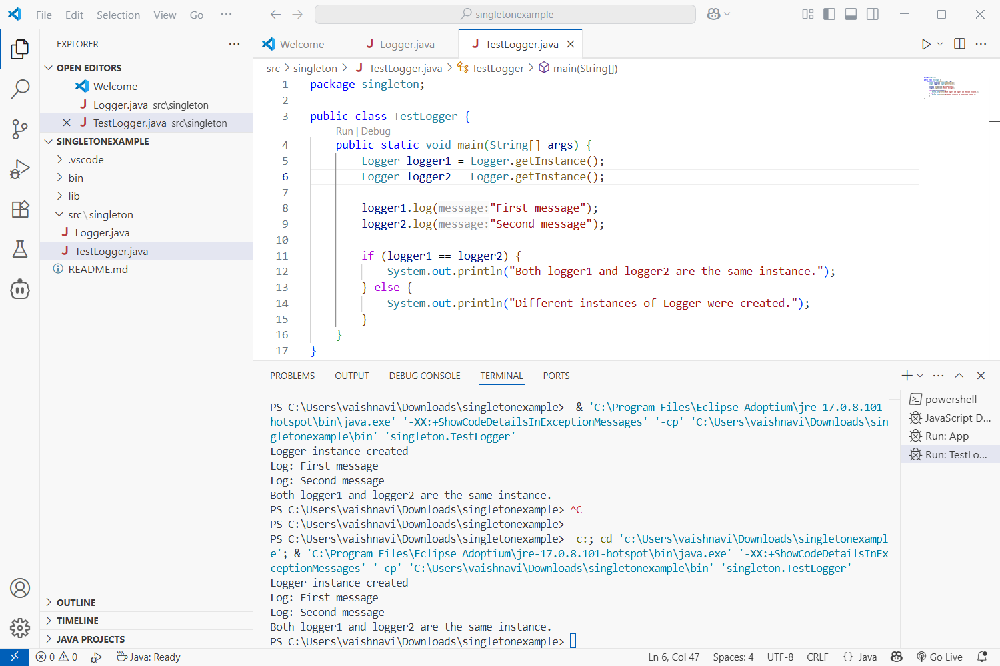 File Edit Selection View Go ··· singletonexample
EXPLORER ···
OPEN EDITORS
Welcome
Logger.java src\singleton
TestLogger.java src\singleton
SINGLETONEXAMPLE
.vscode
bin
lib
src\singleton
Logger.java
TestLogger.java
README.md
OUTLINE
TIMELINE
JAVA PROJECTS
Welcome Logger.java TestLogger.java
src > singleton > TestLogger.java > TestLogger > main(String[])
1 package singleton;
2
3 public class TestLogger {
Run | Debug
4 public static void main(String[] args) {
5 Logger logger1 = Logger.getInstance();
6 Logger logger2 = Logger.getInstance();
7
8 logger1.log(message:"First message");
9 logger2.log(message:"Second message");
10
11 if (logger1 == logger2) {
12 System.out.println("Both logger1 and logger2 are the same instance.");
13 } else {
14 System.out.println("Different instances of Logger were created.");
15 }
16 }
17 }
PROBLEMS OUTPUT DEBUG CONSOLE TERMINAL PORTS
PS C:\Users\vaishnavi\Downloads\singletonexample>  & 'C:\Program Files\Eclipse Adoptium\jre-17.0.8.101-
hotspot\bin\java.exe' '-XX:+ShowCodeDetailsInExceptionMessages' '-cp' 'C:\Users\vaishnavi\Downloads\sin
gletonexample\bin' 'singleton.TestLogger'
Logger instance created
Log: First message
Log: Second message
Both logger1 and logger2 are the same instance.
PS C:\Users\vaishnavi\Downloads\singletonexample> ^C
PS C:\Users\vaishnavi\Downloads\singletonexample>
PS C:\Users\vaishnavi\Downloads\singletonexample>  c:; cd 'c:\Users\vaishnavi\Downloads\singletonexampl
e'; & 'C:\Program Files\Eclipse Adoptium\jre-17.0.8.101-hotspot\bin\java.exe' '-XX:+ShowCodeDetailsInEx
ceptionMessages' '-cp' 'C:\Users\vaishnavi\Downloads\singletonexample\bin' 'singleton.TestLogger'
Logger instance created
Log: First message
Log: Second message
Both logger1 and logger2 are the same instance.
PS C:\Users\vaishnavi\Downloads\singletonexample>
powershell
JavaScript D...
Run: App
Run: TestLo...
0 0 Java: Ready Ln 6, Col 47 Spaces: 4 UTF-8 CRLF {} Java Go Live